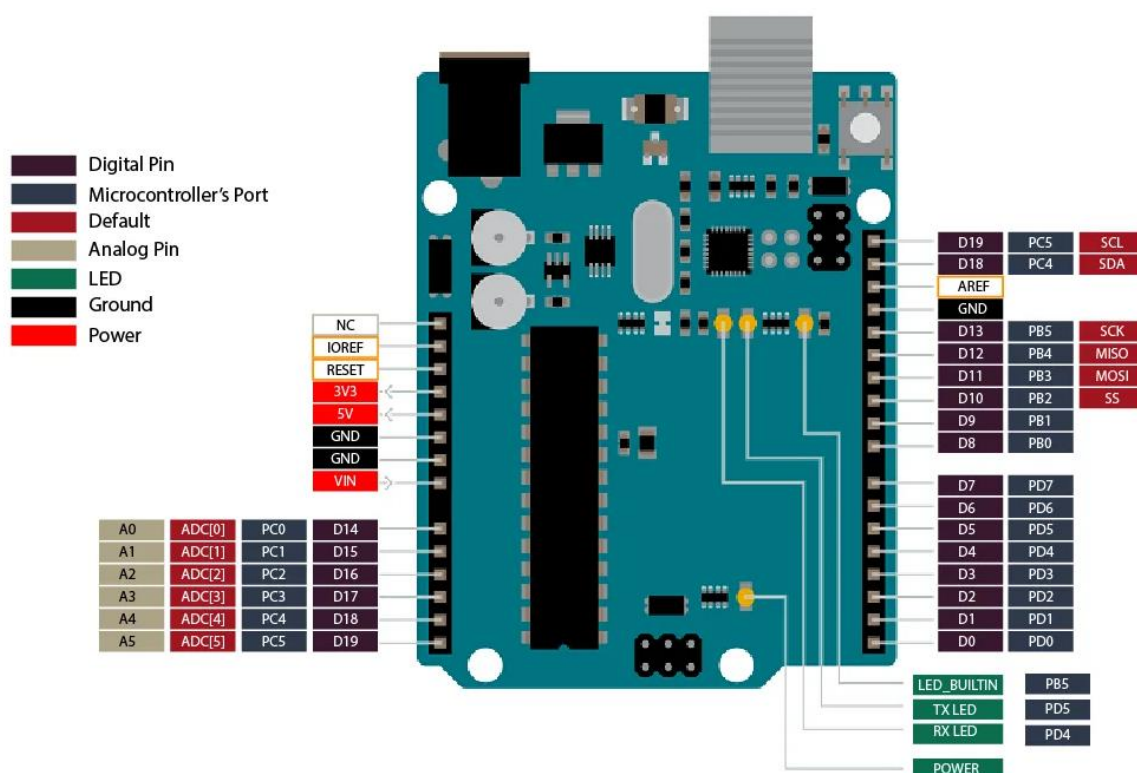 Digital Pin
Microcontroller's Port
Default
Analog Pin
LED
Ground
Power
NC
IOREF
RESET
3V3
5V
GND
GND
VIN
A0 ADC[0] PC0 D14
A1 ADC[1] PC1 D15
A2 ADC[2] PC2 D16
A3 ADC[3] PC3 D17
A4 ADC[4] PC4 D18
A5 ADC[5] PC5 D19
D19 PC5 SCL
D18 PC4 SDA
AREF
GND
D13 PB5 SCK
D12 PB4 MISO
D11 PB3 MOSI
D10 PB2 SS
D9 PB1
D8 PB0
D7 PD7
D6 PD6
D5 PD5
D4 PD4
D3 PD3
D2 PD2
D1 PD1
D0 PD0
LED_BUILTIN PB5
TX LED PD5
RX LED PD4
POWER